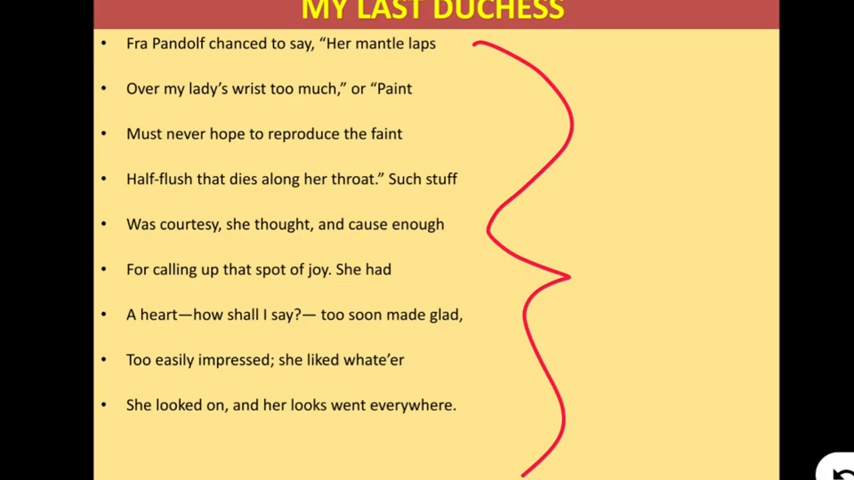 MY LAST DUCHESS
• Fra Pandolf chanced to say, “Her mantle laps
• Over my lady’s wrist too much,” or “Paint
• Must never hope to reproduce the faint
• Half-flush that dies along her throat.” Such stuff
• Was courtesy, she thought, and cause enough
• For calling up that spot of joy. She had
• A heart—how shall I say?— too soon made glad,
• Too easily impressed; she liked whate’er
• She looked on, and her looks went everywhere.